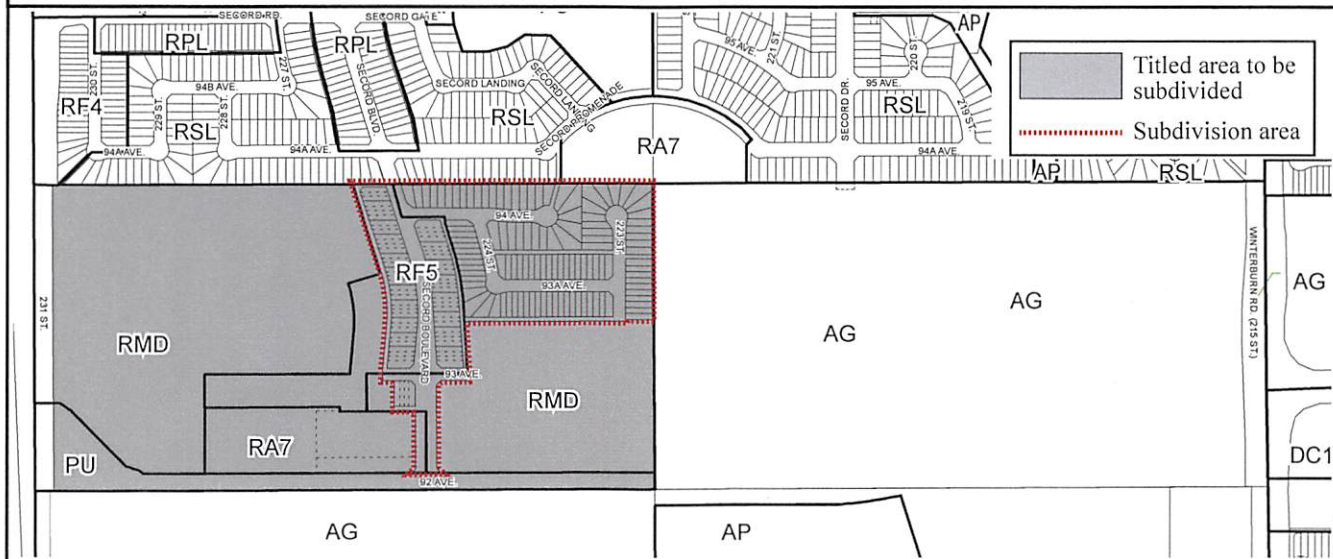 SECORD RD.
SECORD GATE
RPL
RPL
AP
230 ST.
227 ST.
RF4
94B AVE.
229 ST.
228 ST.
RSL
SECORD BLVD.
SECORD LANDING
SECORD LANDING
RSL
SECORD PROMENADE
94A AVE.
94A AVE.
95 AVE.
221 ST.
220 ST.
95 AVE.
SECORD DR.
RSL
219 ST.
94A AVE.
RA7
AP
RSL
Titled area to be
subdivided
Subdivision area
94 AVE.
223 ST.
224 ST.
RF5
93A AVE.
SECORD BOULEVARD
231 ST.
RMD
93 AVE.
RMD
AG
AG
WINTERBURN RD. (215 ST.)
AG
RA7
PU
92 AVE.
DC1
AG
AP